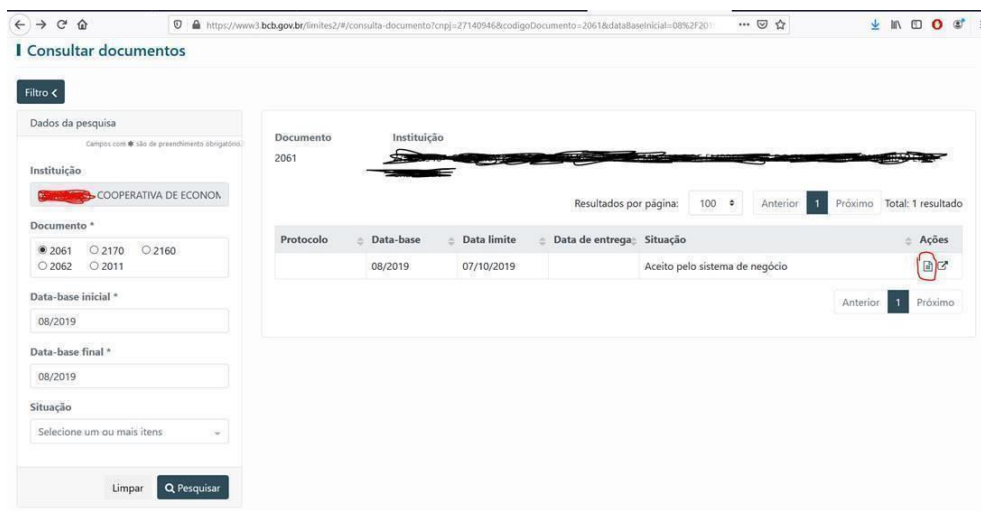 https://www3.bcb.gov.br/limites2/#/consulta-documento?cnpj=27140946&codigoDocumento=2061&dataBaseInicial=08%2F201
Consultar documentos
Filtro
Dados da pesquisa
Campos com * são de preenchimento obrigatório.
Instituição
COOPERATIVA DE ECONOM
Documento *
2061 2170 2160
2062 2011
Data-base inicial *
08/2019
Data-base final *
08/2019
Situação
Selecione um ou mais itens
Limpar Pesquisar
Documento Instituição
2061
Resultados por página: 100 Anterior 1 Próximo Total: 1 resultado
Protocolo Data-base Data limite Data de entrega Situação Ações
08/2019 07/10/2019 Aceito pelo sistema de negócio
Anterior 1 Próximo